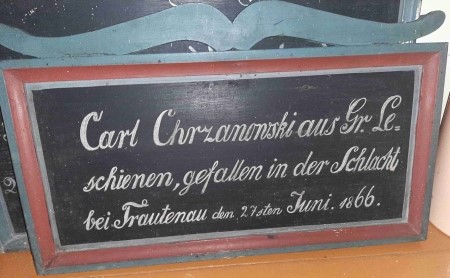 Carl Chrzanowski aus Gr. Le=
schienen, gefallen in der Schlacht
bei Trautenau den 27sten Juni. 1866.